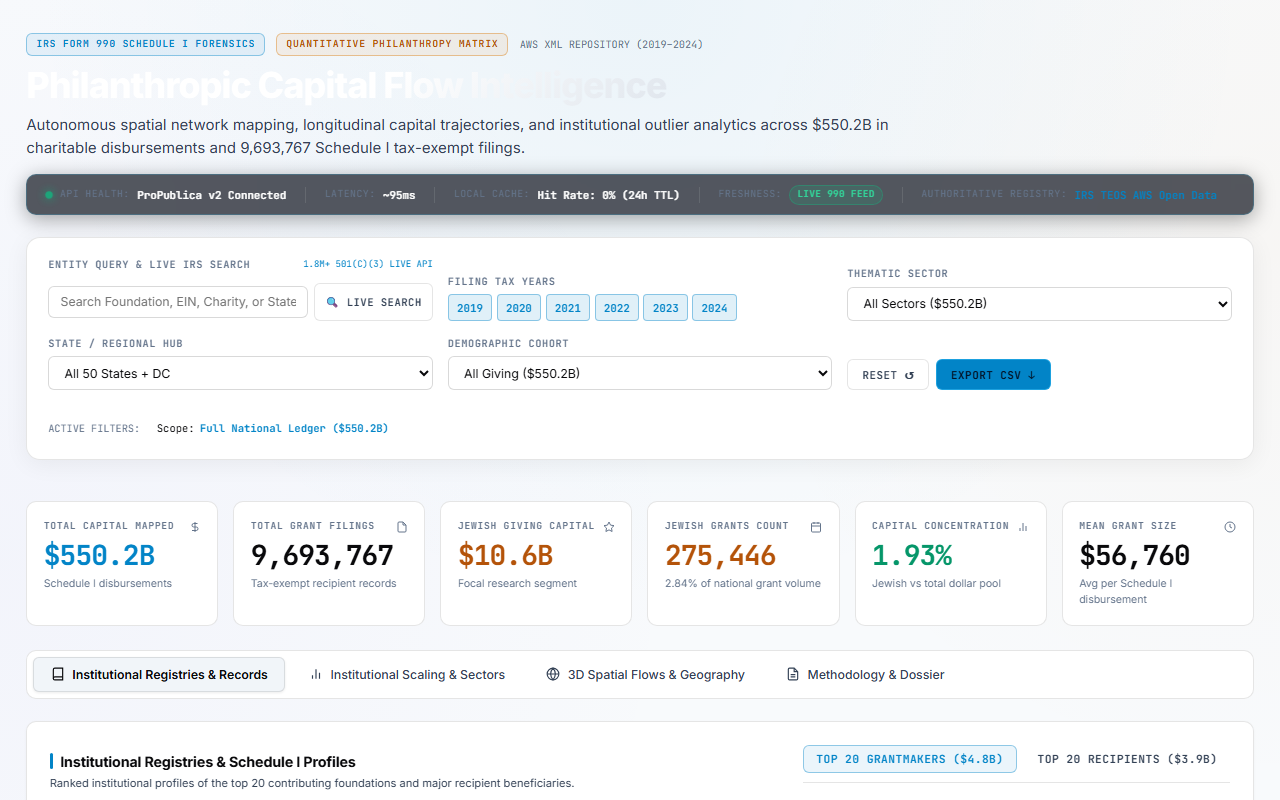 IRS FORM 990 SCHEDULE I FORENSICS
QUANTITATIVE PHILANTHROPY MATRIX
AWS XML REPOSITORY (2019–2024)
Philanthropic Capital Flow Intelligence
Autonomous spatial network mapping, longitudinal capital trajectories, and institutional outlier analytics across $550.2B in
charitable disbursements and 9,693,767 Schedule I tax-exempt filings.
API HEALTH: ProPublica v2 Connected
LATENCY: ~95ms
LOCAL CACHE: Hit Rate: 0% (24h TTL)
FRESHNESS: LIVE 990 FEED
AUTHORITATIVE REGISTRY: IRS TEOS AWS Open Data
ENTITY QUERY & LIVE IRS SEARCH
1.8M+ 501(C)(3) LIVE API
Search Foundation, EIN, Charity, or State
LIVE SEARCH
FILING TAX YEARS
2019 2020 2021 2022 2023 2024
THEMATIC SECTOR
All Sectors ($550.2B)
STATE / REGIONAL HUB
All 50 States + DC
DEMOGRAPHIC COHORT
All Giving ($550.2B)
RESET ↺
EXPORT CSV ↓
ACTIVE FILTERS: Scope: Full National Ledger ($550.2B)
TOTAL CAPITAL MAPPED
$550.2B
Schedule I disbursements
TOTAL GRANT FILINGS
9,693,767
Tax-exempt recipient records
JEWISH GIVING CAPITAL
$10.6B
Focal research segment
JEWISH GRANTS COUNT
275,446
2.84% of national grant volume
CAPITAL CONCENTRATION
1.93%
Jewish vs total dollar pool
MEAN GRANT SIZE
$56,760
Avg per Schedule I
disbursement
Institutional Registries & Records
Institutional Scaling & Sectors
3D Spatial Flows & Geography
Methodology & Dossier
Institutional Registries & Schedule I Profiles
Ranked institutional profiles of the top 20 contributing foundations and major recipient beneficiaries.
TOP 20 GRANTMAKERS ($4.8B)
TOP 20 RECIPIENTS ($3.9B)